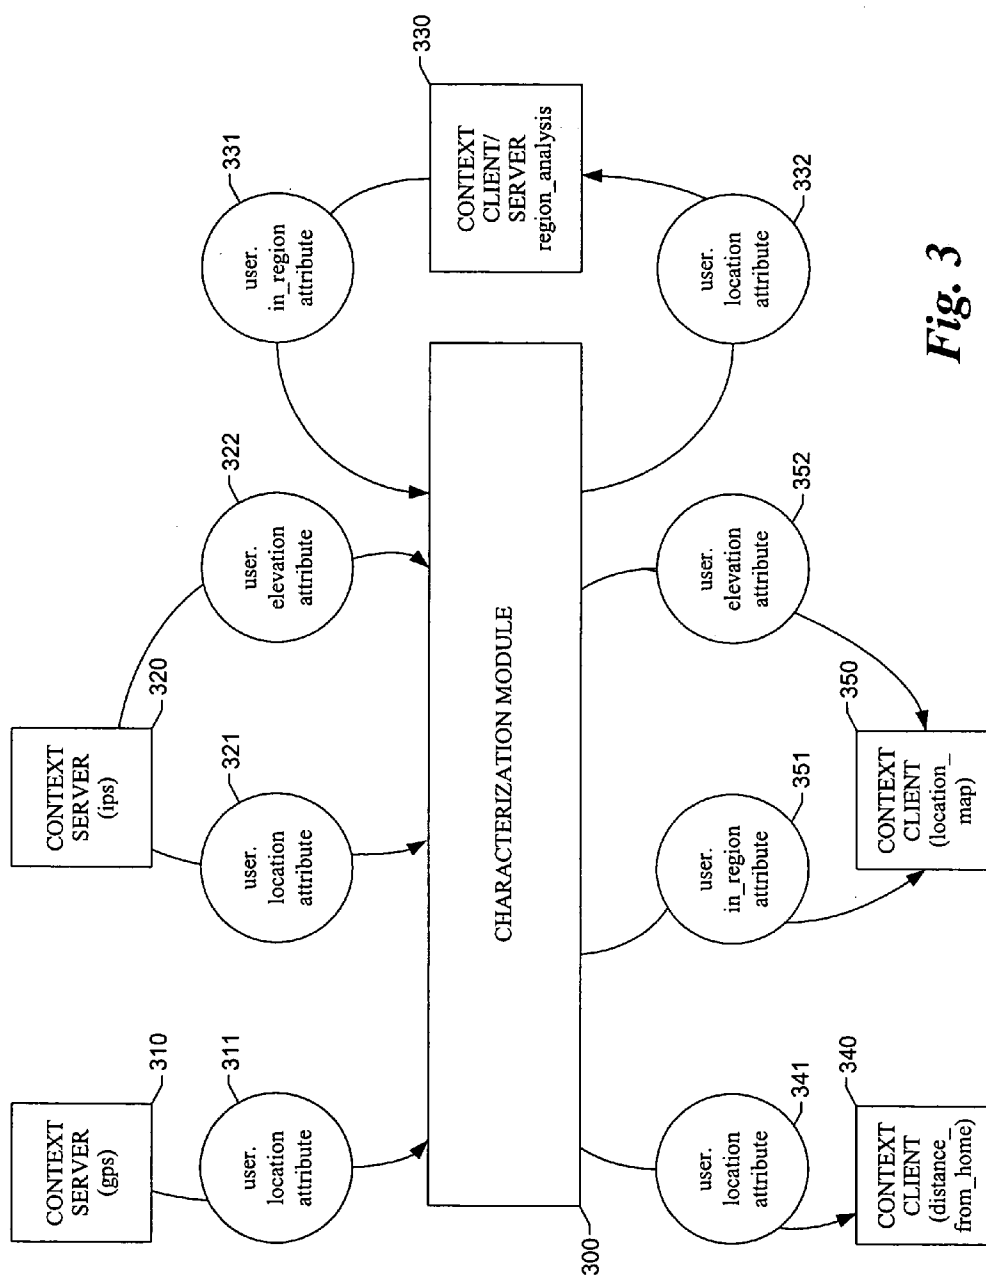 310
CONTEXT
SERVER
(gps)
311
user.
location
attribute
320
CONTEXT
SERVER
(ips)
321
user.
location
attribute
322
user.
elevation
attribute
331
user.
in_region
attribute
330
CONTEXT
CLIENT/
SERVER
region_analysis
300
CHARACTERIZATION MODULE
341
user.
location
attribute
340
CONTEXT
CLIENT
(distance_
from_home)
351
user.
in_region
attribute
352
user.
elevation
attribute
350
CONTEXT
CLIENT
(location_
map)
332
user.
location
attribute
Fig. 3